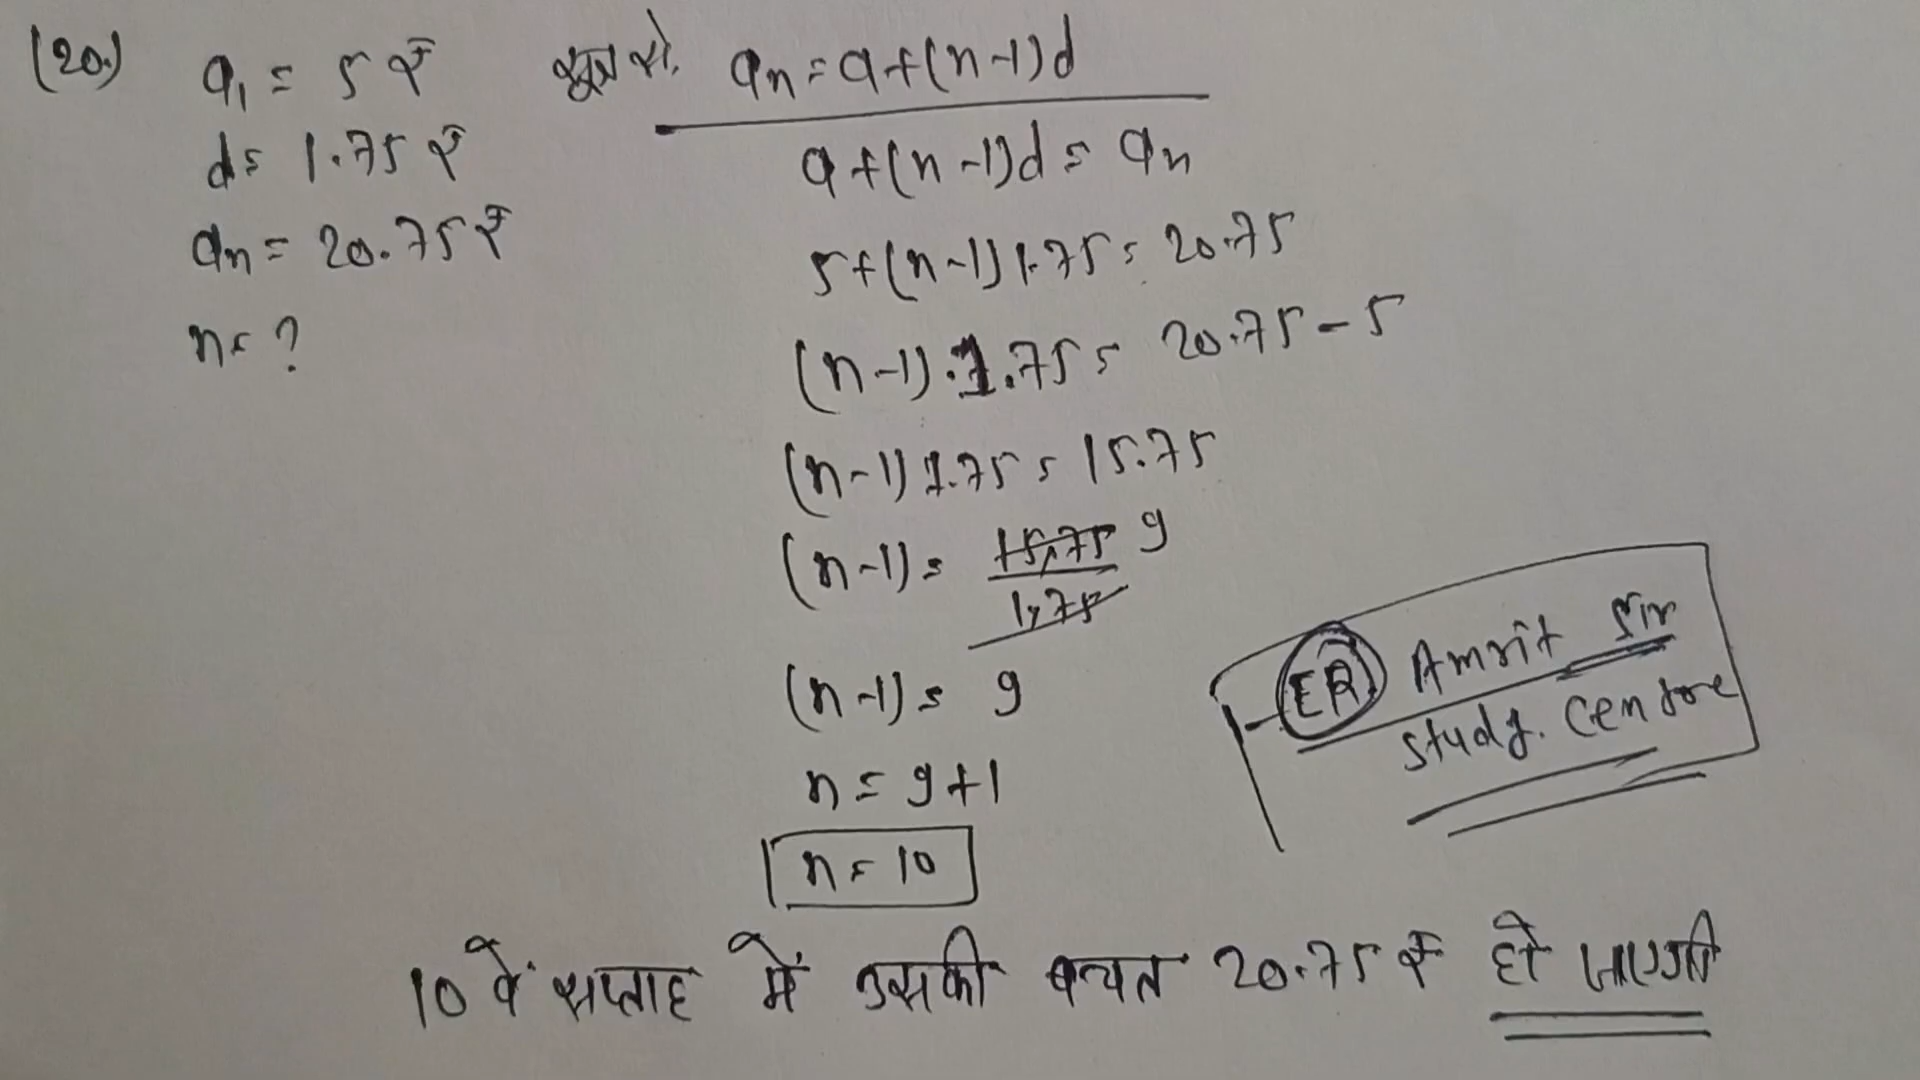 (20.) a₁ = 5 ₹ सूत्र से, an = a+(n-1)d
d = 1.75 ₹
a+(n-1)d = an
an = 20.75 ₹
5+(n-1)1.75 = 20.75
n = ?
(n-1).1.75 = 20.75-5
(n-1)1.75 = 15.75
(n-1) = 15.75/1.75 9
(n-1) = 9
n = 9+1
n = 10
ER Amrit Sir
Study. Centore
10 वें सप्ताह में उसकी बचत 20.75 ₹ हो जाएगी